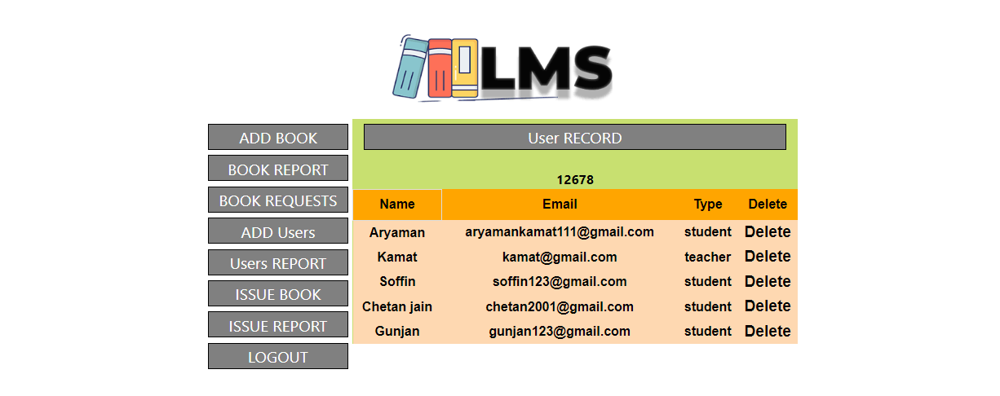 LMS
ADD BOOK
BOOK REPORT
BOOK REQUESTS
ADD Users
Users REPORT
ISSUE BOOK
ISSUE REPORT
LOGOUT
User RECORD
12678
Name Email Type Delete
Aryaman aryamankamat111@gmail.com student Delete
Kamat kamat@gmail.com teacher Delete
Soffin soffin123@gmail.com student Delete
Chetan jain chetan2001@gmail.com student Delete
Gunjan gunjan123@gmail.com student Delete